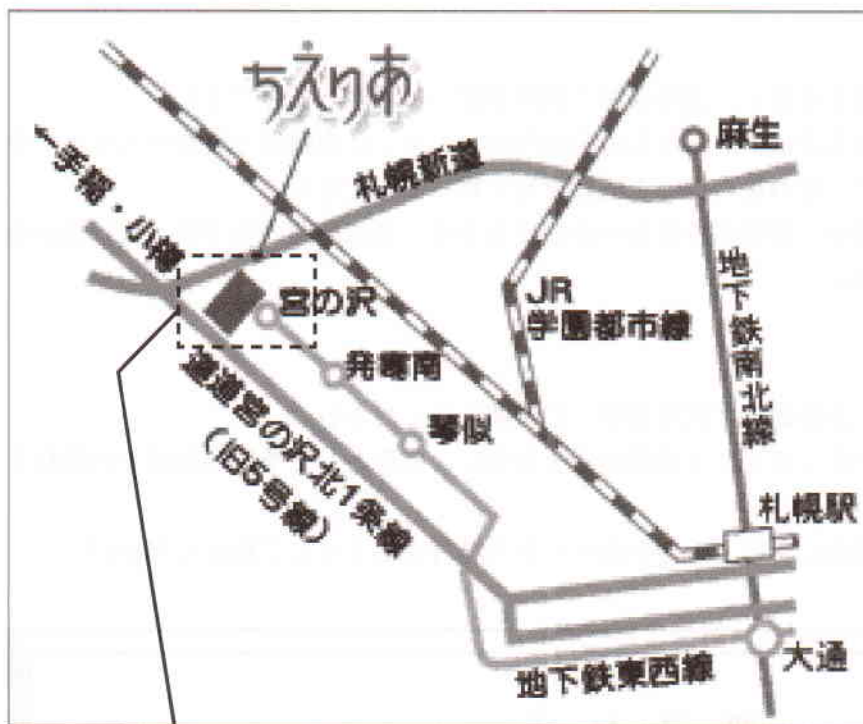 ちえりあ
麻生
札幌新道
←手稲・小樽
地下鉄南北線
JR
学園都市線
宮の沢
発寒南
琴似
道道宮の沢北1条線
(旧5号線)
札幌駅
大通
地下鉄東西線